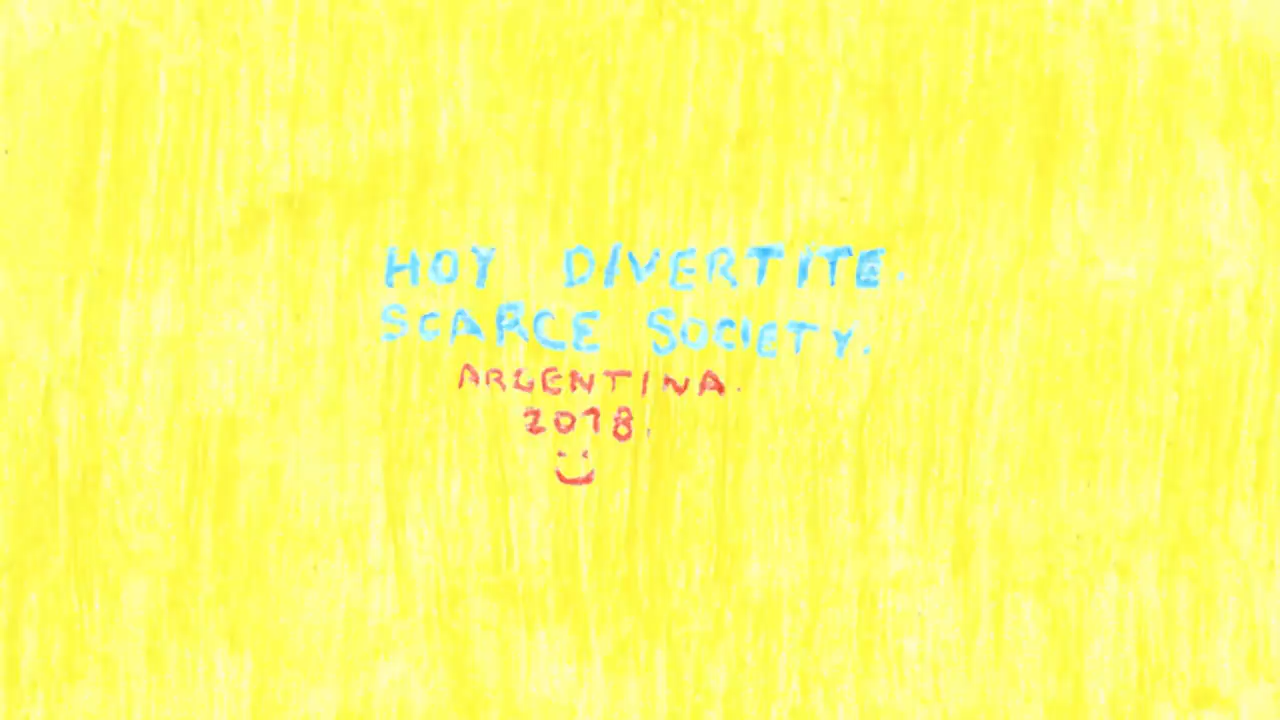 HOY DIVERTITE.
SCARCE SOCIETY.
ARGENTINA.
2018.